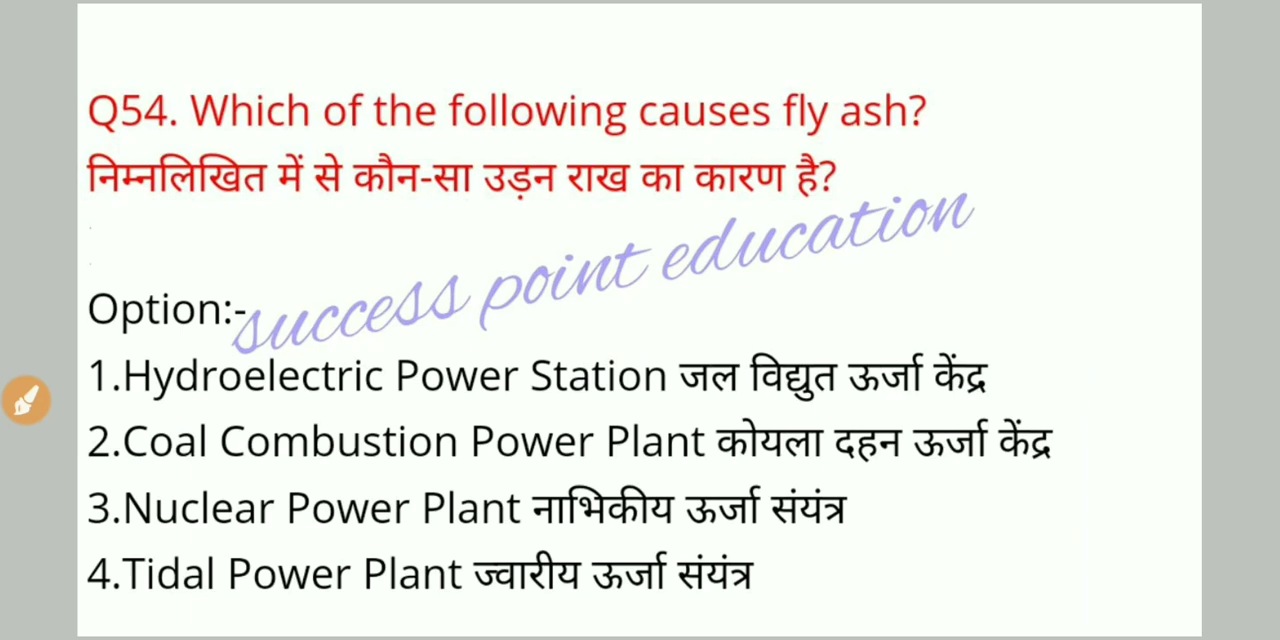 Q54. Which of the following causes fly ash?
निम्नलिखित में से कौन-सा उड़न राख का कारण है?
success point education
Option:-
1.Hydroelectric Power Station जल विद्युत ऊर्जा केंद्र
2.Coal Combustion Power Plant कोयला दहन ऊर्जा केंद्र
3.Nuclear Power Plant नाभिकीय ऊर्जा संयंत्र
4.Tidal Power Plant ज्वारीय ऊर्जा संयंत्र